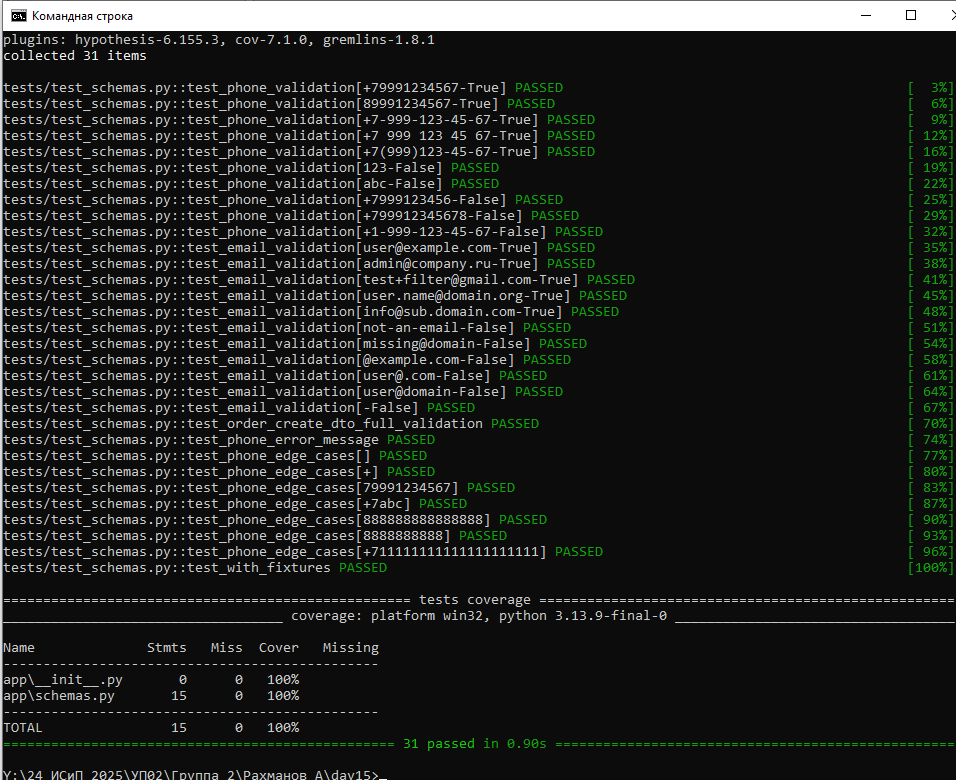 Командная строка
plugins: hypothesis-6.155.3, cov-7.1.0, gremlins-1.8.1
collected 31 items
tests/test_schemas.py::test_phone_validation[+79991234567-True] PASSED [ 3%]
tests/test_schemas.py::test_phone_validation[89991234567-True] PASSED [ 6%]
tests/test_schemas.py::test_phone_validation[+7-999-123-45-67-True] PASSED [ 9%]
tests/test_schemas.py::test_phone_validation[+7 999 123 45 67-True] PASSED [ 12%]
tests/test_schemas.py::test_phone_validation[+7(999)123-45-67-True] PASSED [ 16%]
tests/test_schemas.py::test_phone_validation[123-False] PASSED [ 19%]
tests/test_schemas.py::test_phone_validation[abc-False] PASSED [ 22%]
tests/test_schemas.py::test_phone_validation[+7999123456-False] PASSED [ 25%]
tests/test_schemas.py::test_phone_validation[+799912345678-False] PASSED [ 29%]
tests/test_schemas.py::test_phone_validation[+1-999-123-45-67-False] PASSED [ 32%]
tests/test_schemas.py::test_email_validation[user@example.com-True] PASSED [ 35%]
tests/test_schemas.py::test_email_validation[admin@company.ru-True] PASSED [ 38%]
tests/test_schemas.py::test_email_validation[test+filter@gmail.com-True] PASSED [ 41%]
tests/test_schemas.py::test_email_validation[user.name@domain.org-True] PASSED [ 45%]
tests/test_schemas.py::test_email_validation[info@sub.domain.com-True] PASSED [ 48%]
tests/test_schemas.py::test_email_validation[not-an-email-False] PASSED [ 51%]
tests/test_schemas.py::test_email_validation[missing@domain-False] PASSED [ 54%]
tests/test_schemas.py::test_email_validation[@example.com-False] PASSED [ 58%]
tests/test_schemas.py::test_email_validation[user@.com-False] PASSED [ 61%]
tests/test_schemas.py::test_email_validation[user@domain-False] PASSED [ 64%]
tests/test_schemas.py::test_email_validation[-False] PASSED [ 67%]
tests/test_schemas.py::test_order_create_dto_full_validation PASSED [ 70%]
tests/test_schemas.py::test_phone_error_message PASSED [ 74%]
tests/test_schemas.py::test_phone_edge_cases[] PASSED [ 77%]
tests/test_schemas.py::test_phone_edge_cases[+] PASSED [ 80%]
tests/test_schemas.py::test_phone_edge_cases[79991234567] PASSED [ 83%]
tests/test_schemas.py::test_phone_edge_cases[+7abc] PASSED [ 87%]
tests/test_schemas.py::test_phone_edge_cases[888888888888888] PASSED [ 90%]
tests/test_schemas.py::test_phone_edge_cases[8888888888] PASSED [ 93%]
tests/test_schemas.py::test_phone_edge_cases[+711111111111111111111] PASSED [ 96%]
tests/test_schemas.py::test_with_fixtures PASSED [100%]
tests coverage
coverage: platform win32, python 3.13.9-final-0
Name Stmts Miss Cover Missing
app\__init__.py 0 0 100%
app\schemas.py 15 0 100%
TOTAL 15 0 100%
31 passed in 0.90s
Y:\24 ИСиП 2025\УП02\Группа 2\Рахманов А\day15>